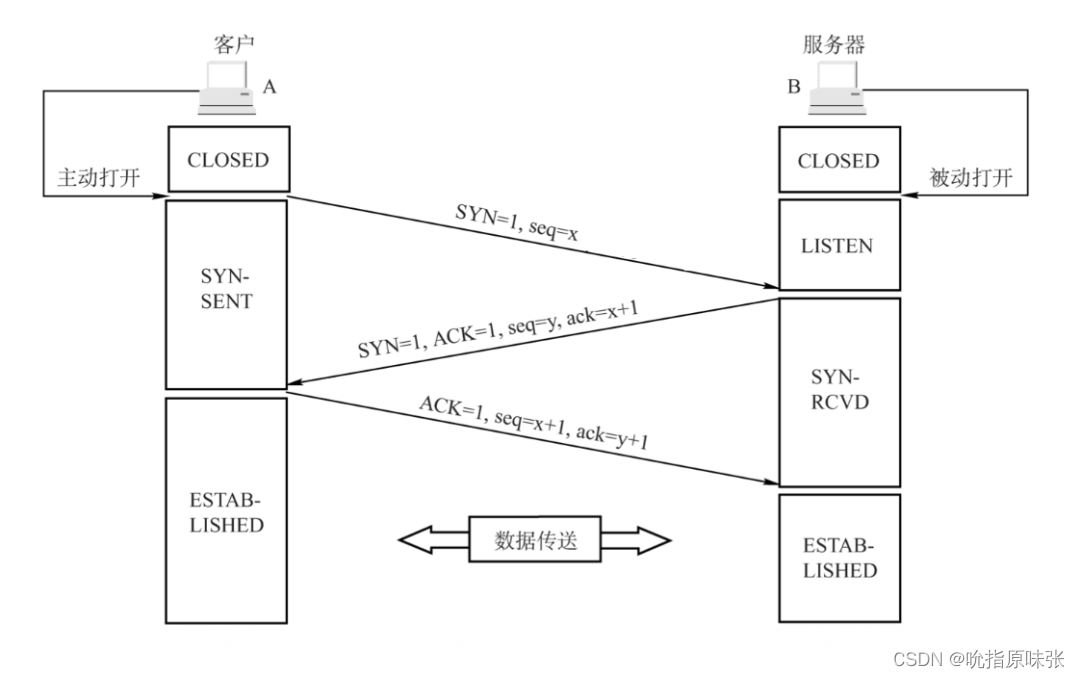 客户
服务器
A
B
CLOSED
CLOSED
主动打开
被动打开
SYN=1, seq=x
LISTEN
SYN-
SENT
SYN=1, ACK=1, seq=y, ack=x+1
SYN-
RCVD
ACK=1, seq=x+1, ack=y+1
ESTAB-
LISHED
数据传送
ESTAB-
LISHED
CSDN @吮指原味张